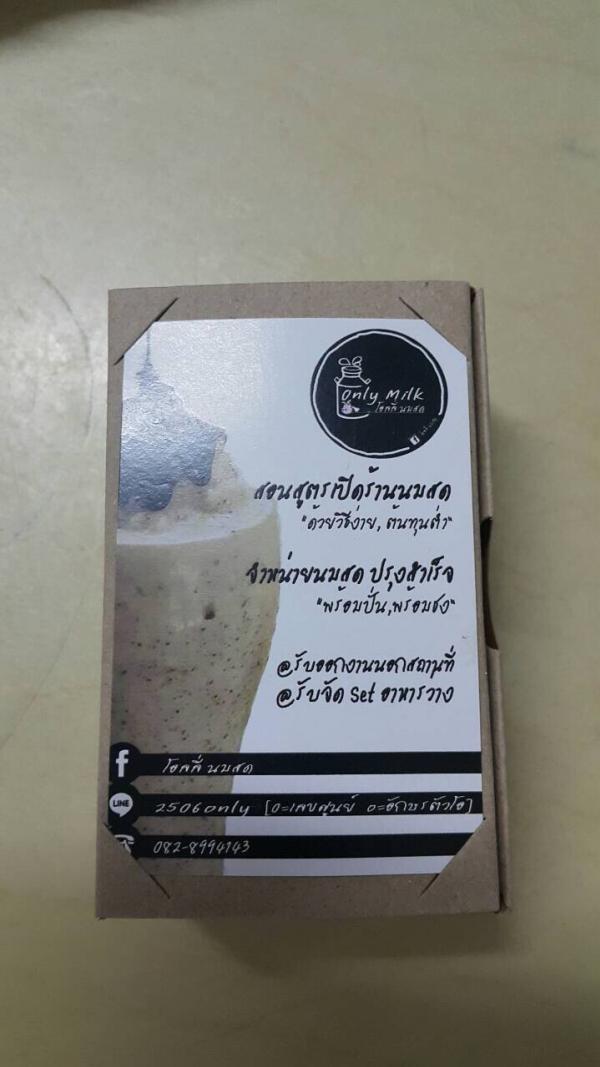 Only Milk
โอลลี่ นมสด
สอนสูตรเปิดร้านนมสด
"ด้วยวิธีง่าย, ต้นทุนต่ำ"
จำหน่ายนมสด ปรุงสำเร็จ
"พร้อมปั่น,พร้อมชง"
@รับออกงานนอกสถานที่
@รับจัด Set อาหารว่าง
f โอลลี่ นมสด
LINE 2506only [0=เลขศูนย์ o=อักษรตัวโอ]
082-8994143